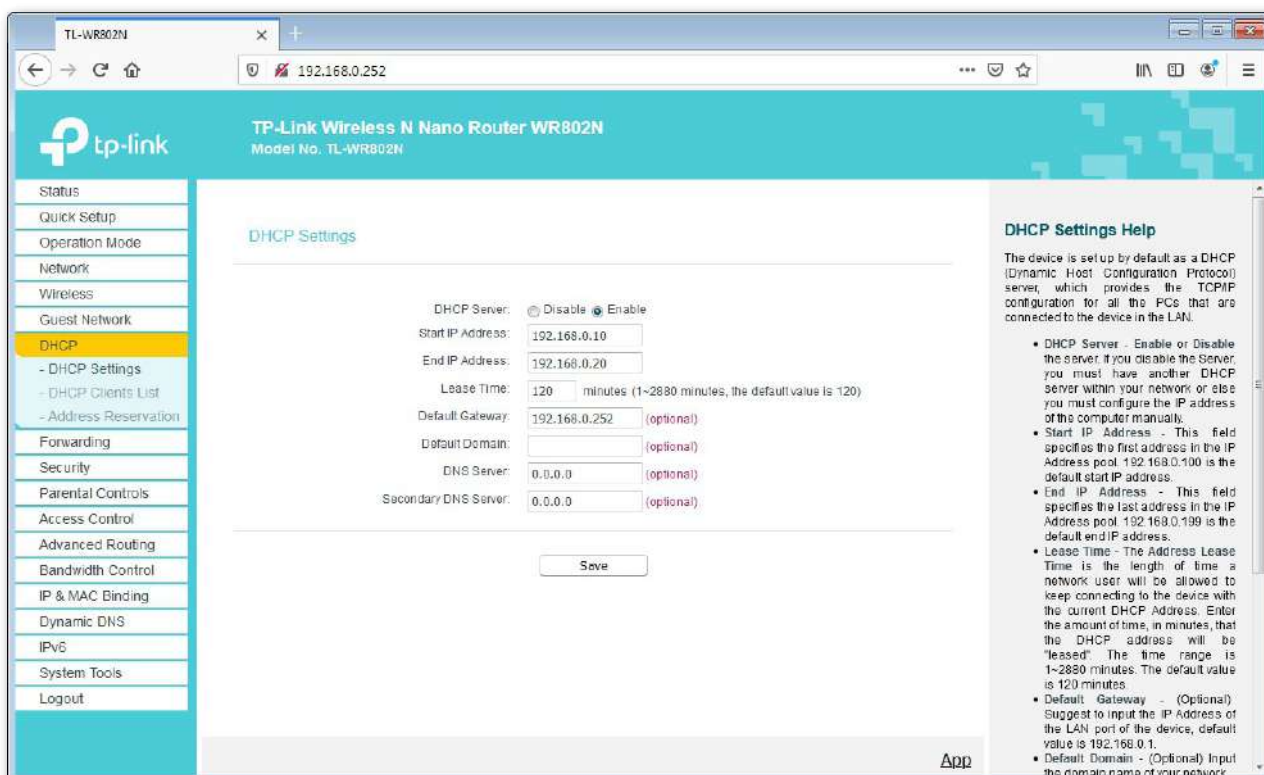 TL-WR802N
192.168.0.252
tp-link
TP-Link Wireless N Nano Router WR802N
Model No. TL-WR802N
Status
Quick Setup
Operation Mode
Network
Wireless
Guest Network
DHCP
- DHCP Settings
- DHCP Clients List
- Address Reservation
Forwarding
Security
Parental Controls
Access Control
Advanced Routing
Bandwidth Control
IP & MAC Binding
Dynamic DNS
IPv6
System Tools
Logout
DHCP Settings
DHCP Server: Disable Enable
Start IP Address: 192.168.0.10
End IP Address: 192.168.0.20
Lease Time: 120 minutes (1~2880 minutes, the default value is 120)
Default Gateway: 192.168.0.252 (optional)
Default Domain: (optional)
DNS Server: 0.0.0.0 (optional)
Secondary DNS Server: 0.0.0.0 (optional)
Save
App
DHCP Settings Help
The device is set up by default as a DHCP
(Dynamic Host Configuration Protocol)
server, which provides the TCP/IP
configuration for all the PCs that are
connected to the device in the LAN.
• DHCP Server - Enable or Disable
the server. If you disable the Server,
you must have another DHCP
server within your network or else
you must configure the IP address
of the computer manually.
• Start IP Address - This field
specifies the first address in the IP
Address pool. 192.168.0.100 is the
default start IP address.
• End IP Address - This field
specifies the last address in the IP
Address pool. 192.168.0.199 is the
default end IP address.
• Lease Time - The Address Lease
Time is the length of time a
network user will be allowed to
keep connecting to the device with
the current DHCP Address. Enter
the amount of time, in minutes, that
the DHCP address will be
"leased". The time range is
1~2880 minutes. The default value
is 120 minutes.
• Default Gateway - (Optional)
Suggest to input the IP Address of
the LAN port of the device, default
value is 192.168.0.1.
• Default Domain - (Optional) Input
the domain name of your network.